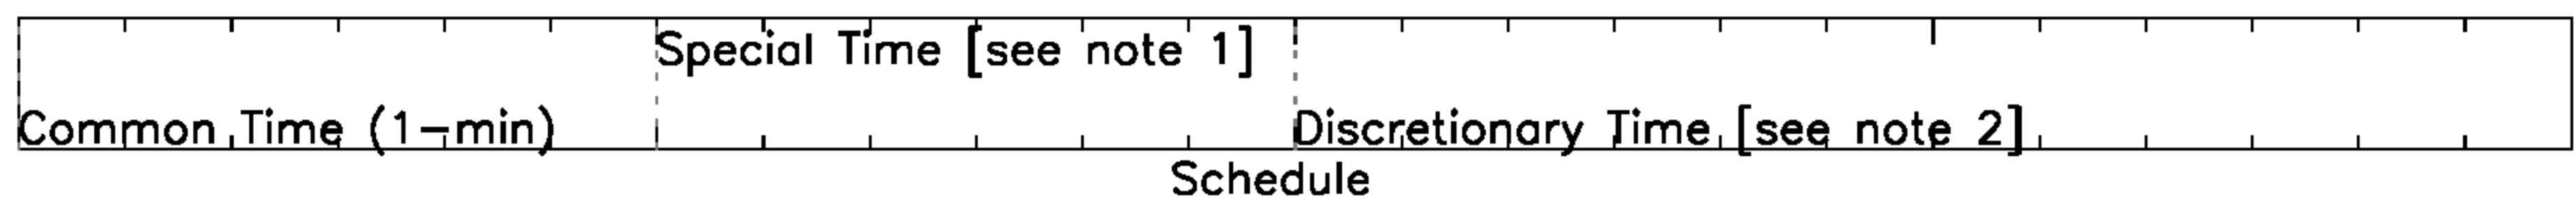 Special Time [see note 1]
Common Time (1-min)
Discretionary Time [see note 2]
Schedule